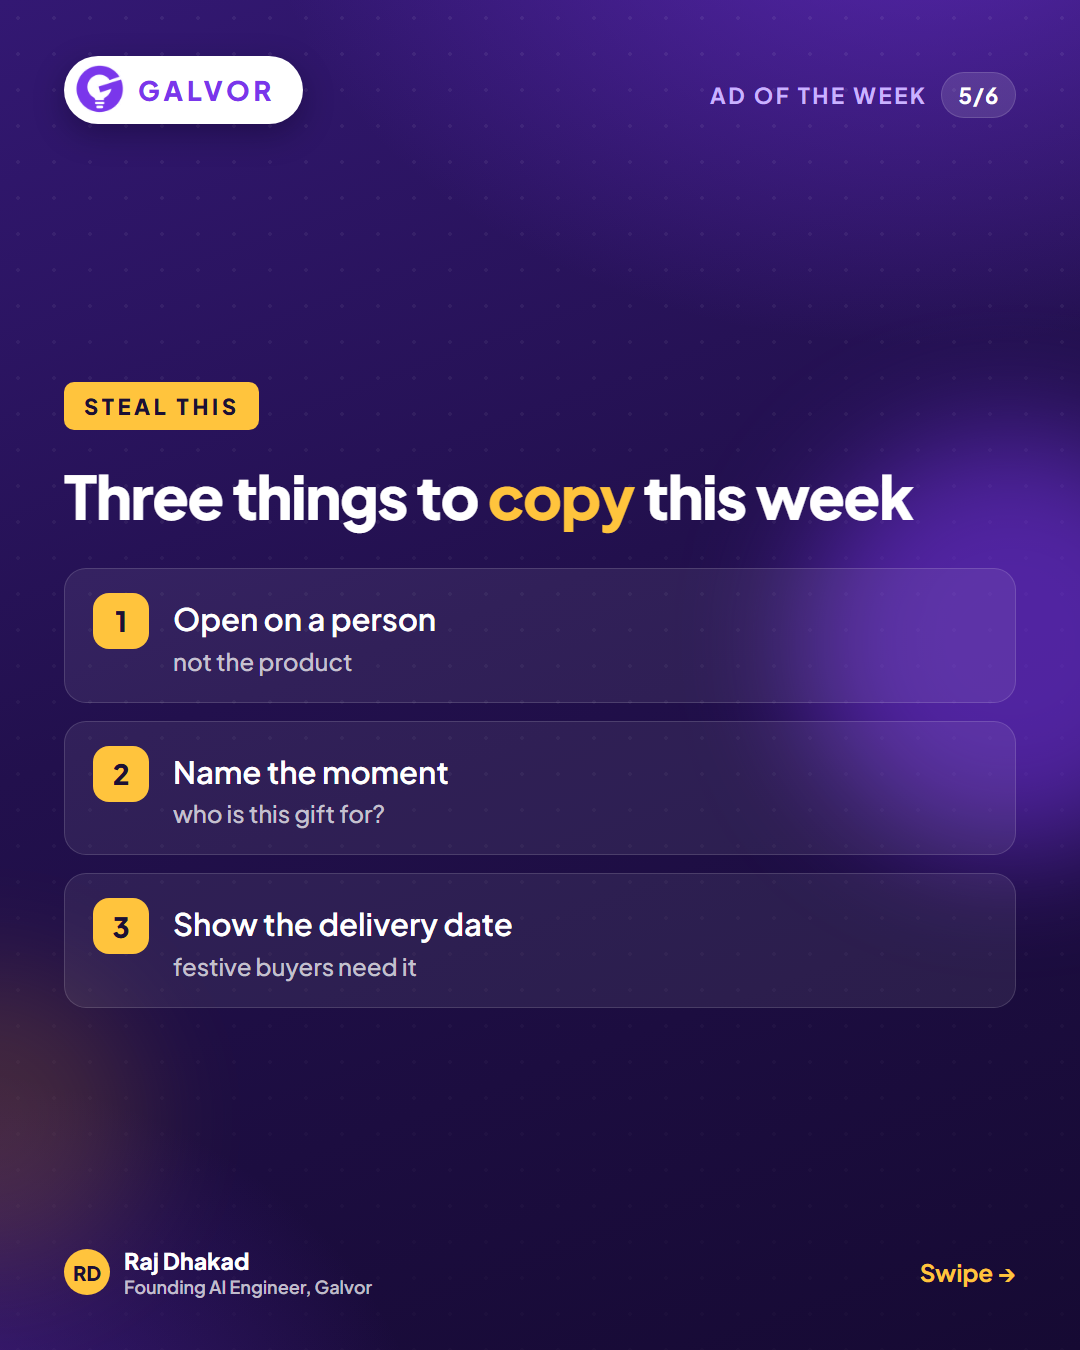 GALVOR
AD OF THE WEEK 5/6
STEAL THIS
Three things to copy this week
1 Open on a person
not the product
2 Name the moment
who is this gift for?
3 Show the delivery date
festive buyers need it
RD Raj Dhakad
Founding AI Engineer, Galvor
Swipe →